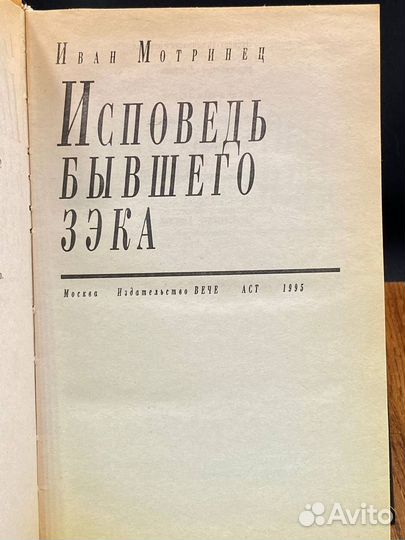 Иван Мотринец
Исповедь
бывшего
зэка
Москва Издательство ВЕЧЕ АСТ 1995
Avito